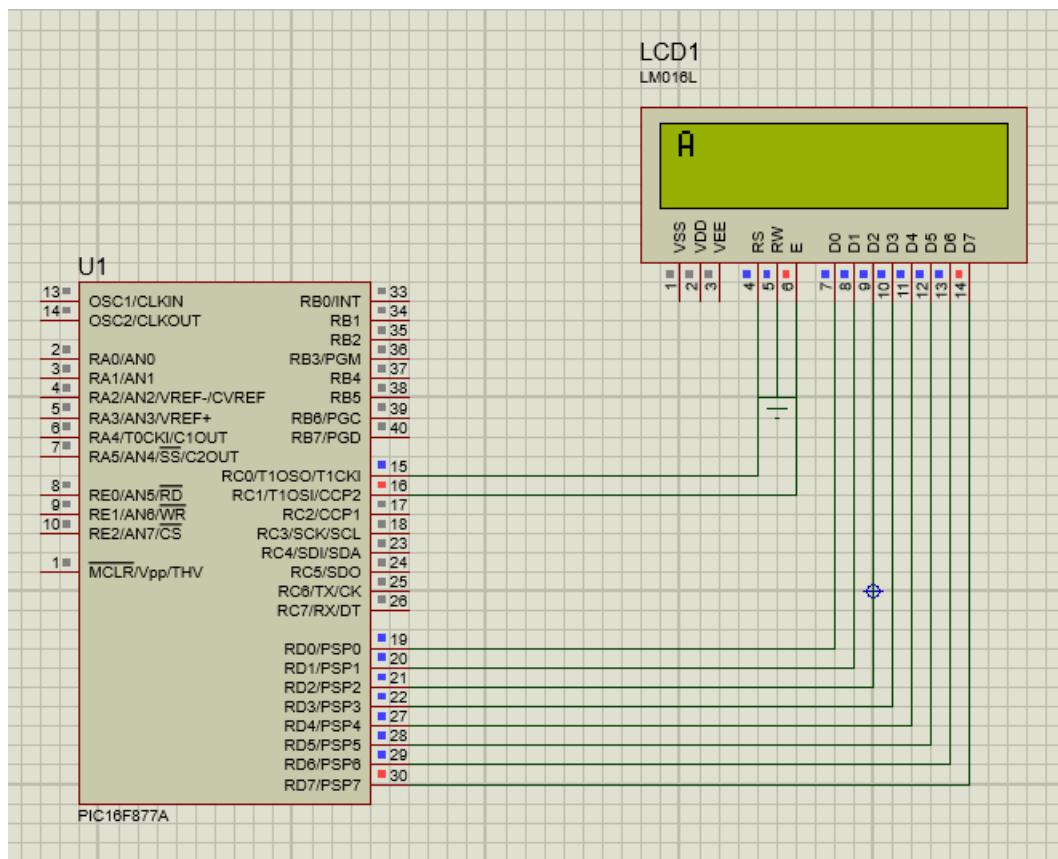 LCD1
LM016L
A
VSS
VDD
VEE
RS
RW
E
D0
D1
D2
D3
D4
D5
D6
D7
1
2
3
4
5
6
7
8
9
10
11
12
13
14
U1
13 OSC1/CLKIN
14 OSC2/CLKOUT
2 RA0/AN0
3 RA1/AN1
4 RA2/AN2/VREF-/CVREF
5 RA3/AN3/VREF+
6 RA4/T0CKI/C1OUT
7 RA5/AN4/SS/C2OUT
8 RE0/AN5/RD
9 RE1/AN6/WR
10 RE2/AN7/CS
1 MCLR/Vpp/THV
RB0/INT 33
RB1 34
RB2 35
RB3/PGM 36
RB4 37
RB5 38
RB6/PGC 39
RB7/PGD 40
RC0/T1OSO/T1CKI 15
RC1/T1OSI/CCP2 16
RC2/CCP1 17
RC3/SCK/SCL 18
RC4/SDI/SDA 23
RC5/SDO 24
RC6/TX/CK 25
RC7/RX/DT 26
RD0/PSP0 19
RD1/PSP1 20
RD2/PSP2 21
RD3/PSP3 22
RD4/PSP4 27
RD5/PSP5 28
RD6/PSP6 29
RD7/PSP7 30
PIC16F877A